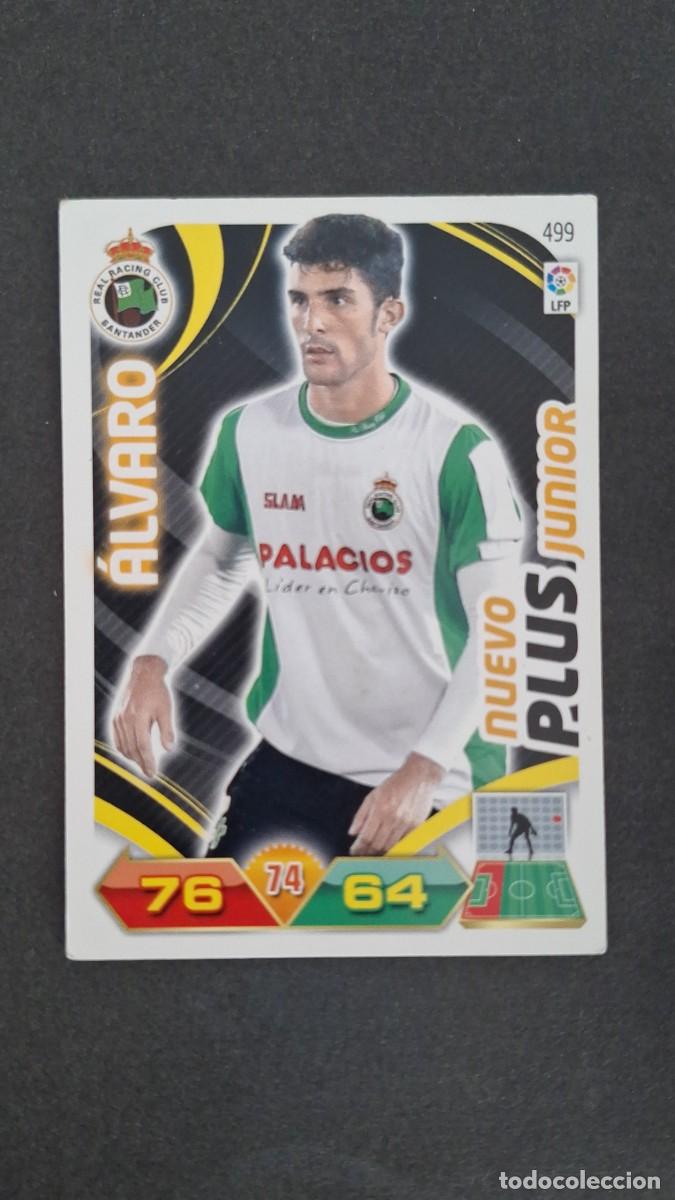 499
LFP
REAL RACING CLUB
SANTANDER
ÁLVARO
SLAM
PALACIOS
Líder en Chorizo
NUEVO
PLUS JUNIOR
76
74
64
todocoleccion